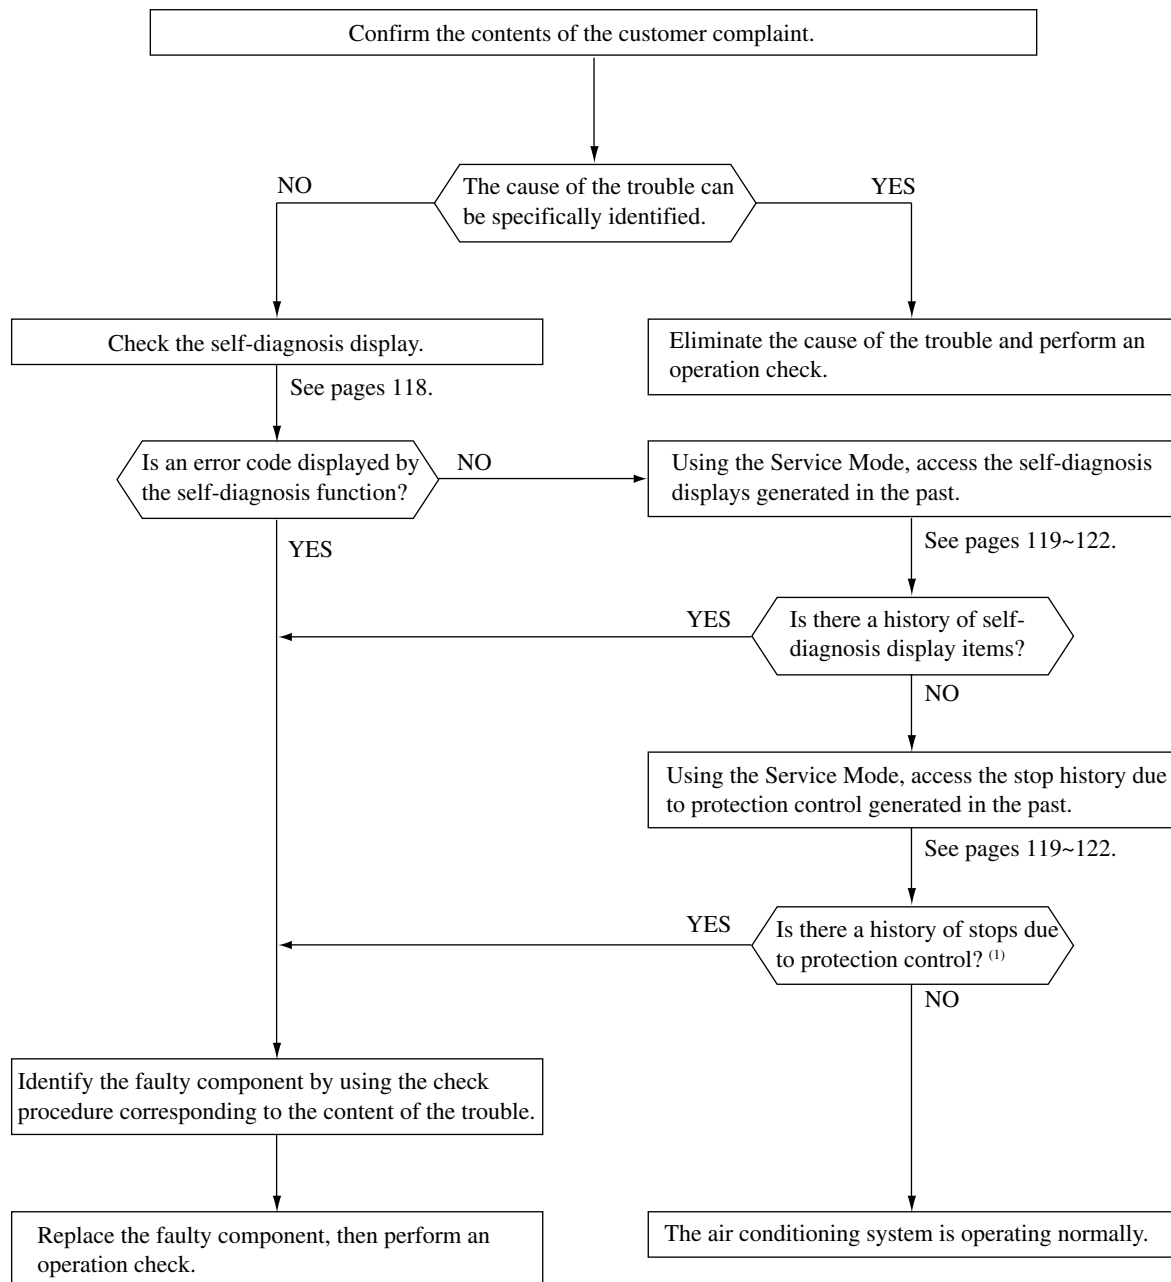 Confirm the contents of the customer complaint.
The cause of the trouble can
be specifically identified.
NO
YES
Check the self-diagnosis display.
See pages 118.
Eliminate the cause of the trouble and perform an
operation check.
Is an error code displayed by
the self-diagnosis function?
NO
YES
Using the Service Mode, access the self-diagnosis
displays generated in the past.
See pages 119~122.
Is there a history of self-
diagnosis display items?
YES
NO
Using the Service Mode, access the stop history due
to protection control generated in the past.
See pages 119~122.
Is there a history of stops due
to protection control? (1)
YES
NO
Identify the faulty component by using the check
procedure corresponding to the content of the trouble.
Replace the faulty component, then perform an
operation check.
The air conditioning system is operating normally.